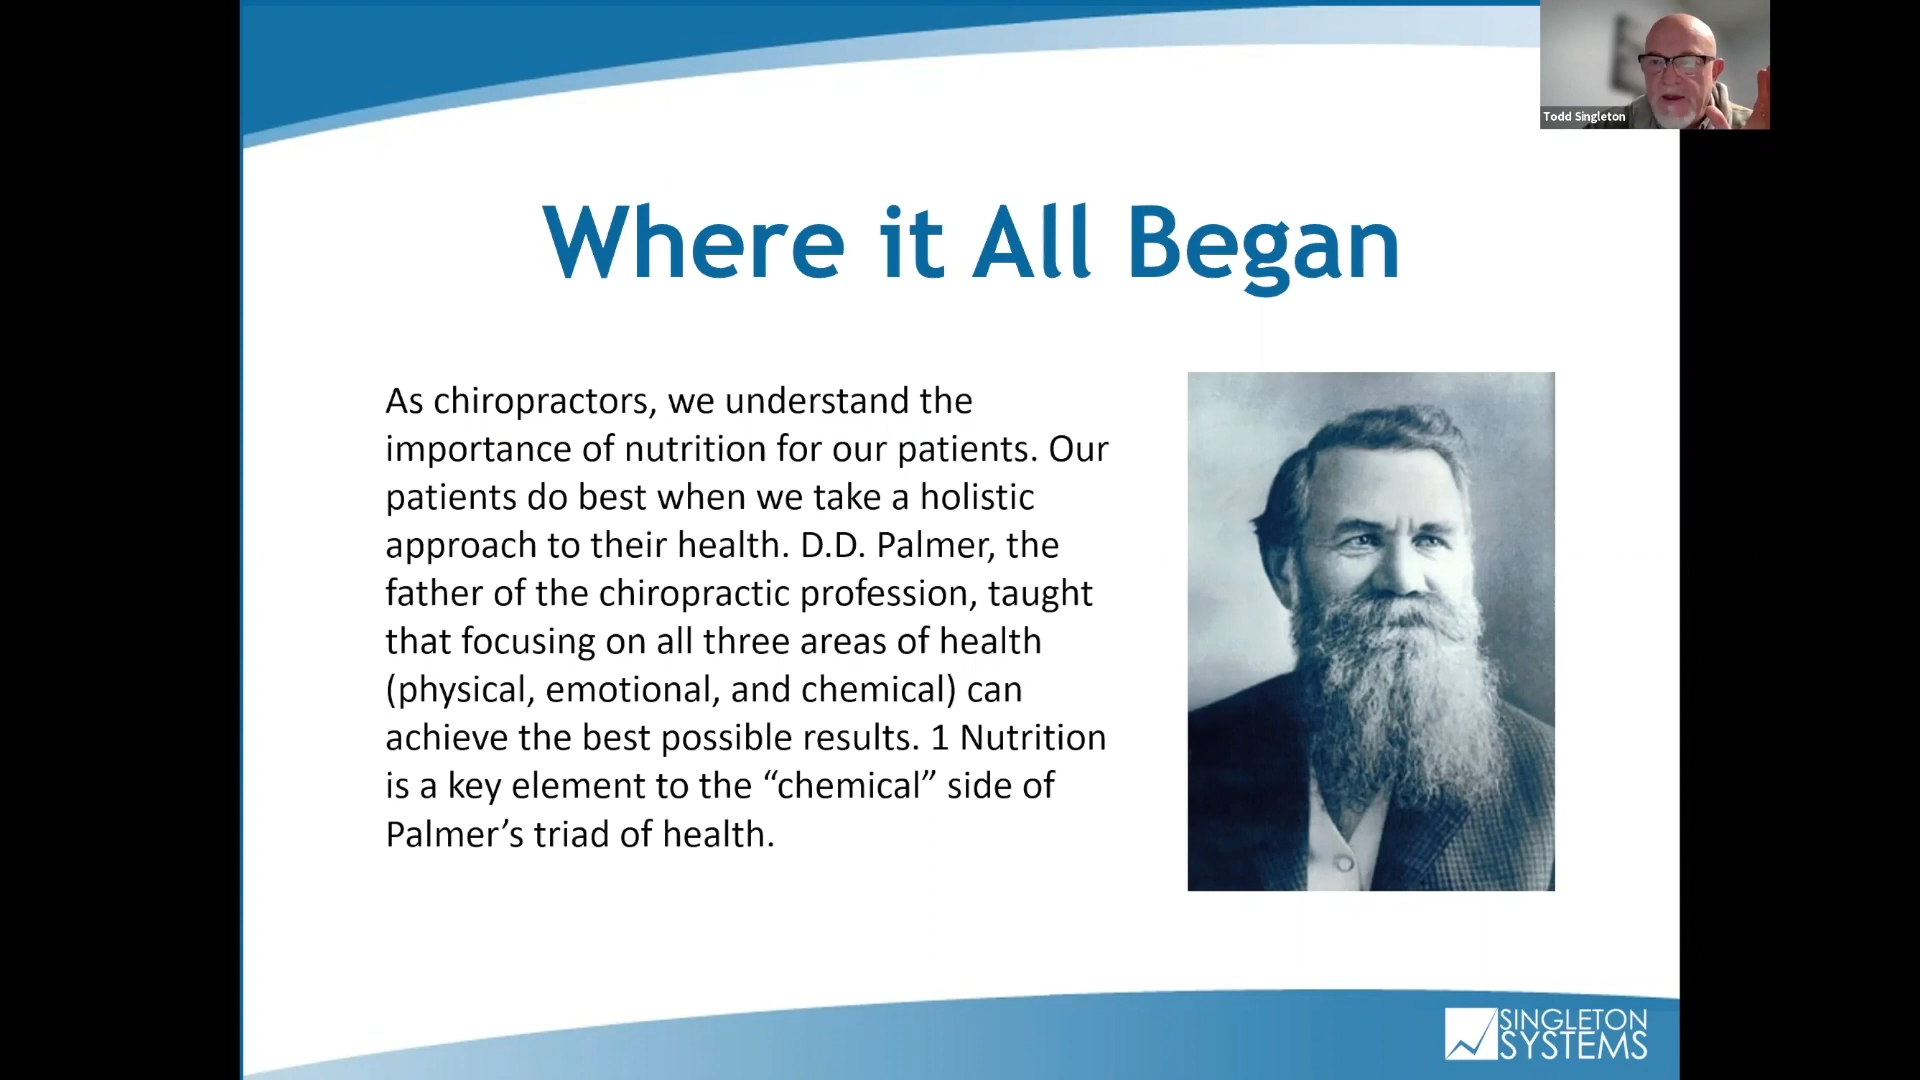 Todd Singleton
Where it All Began
As chiropractors, we understand the
importance of nutrition for our patients. Our
patients do best when we take a holistic
approach to their health. D.D. Palmer, the
father of the chiropractic profession, taught
that focusing on all three areas of health
(physical, emotional, and chemical) can
achieve the best possible results. 1 Nutrition
is a key element to the “chemical” side of
Palmer’s triad of health.
SINGLETON
SYSTEMS